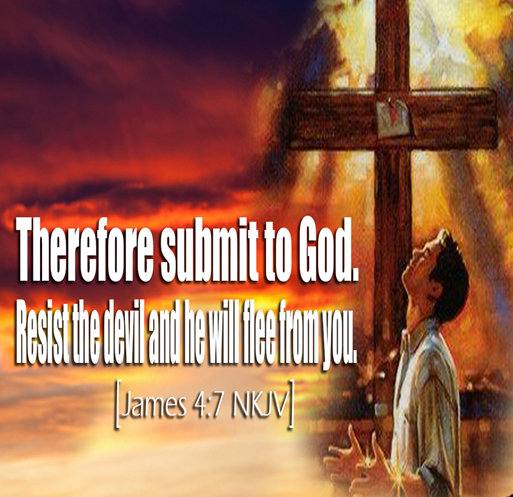 Therefore submit to God.
Resist the devil and he will flee from you.
[James 4:7 NKJV]